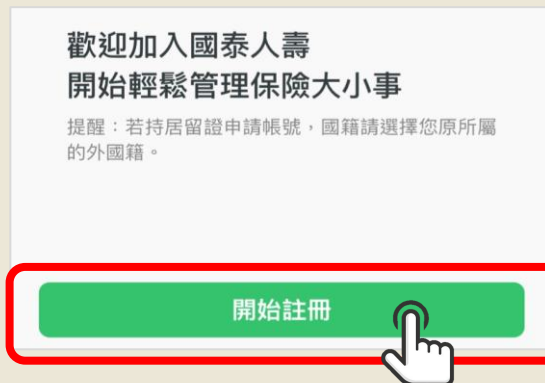 歡迎加入國泰人壽
開始輕鬆管理保險大小事
提醒：若持居留證申請帳號，國籍請選擇您原所屬
的外國籍。
開始註冊